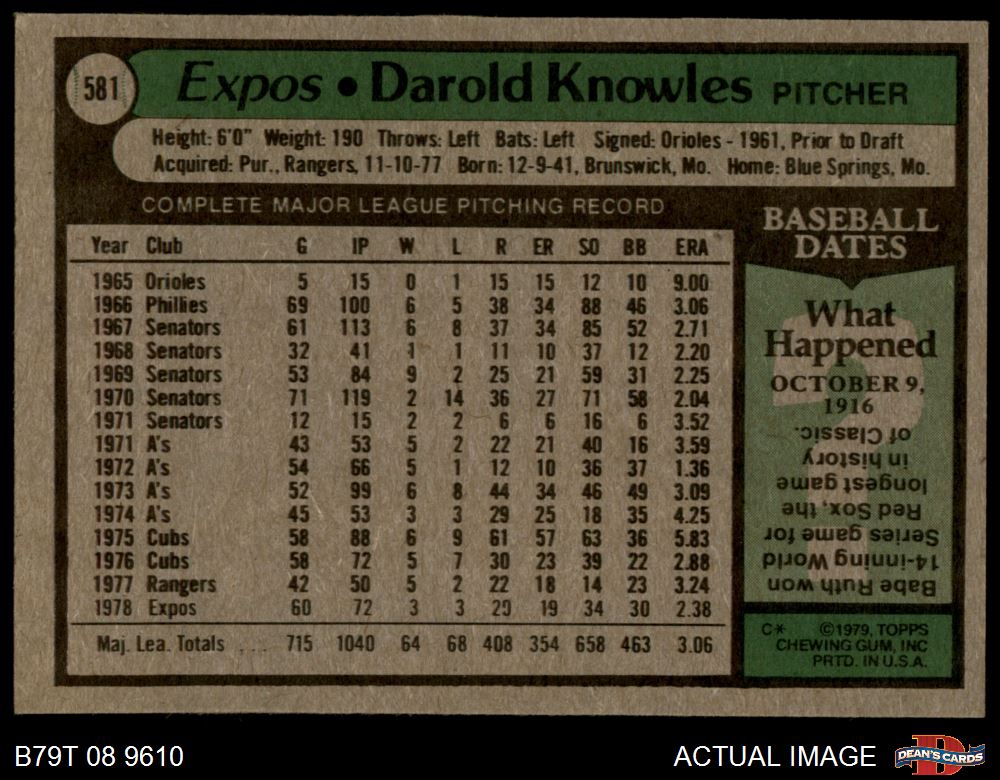 581
Expos • Darold Knowles PITCHER
Height: 6'0" Weight: 190 Throws: Left Bats: Left Signed: Orioles - 1961, Prior to Draft
Acquired: Pur., Rangers, 11-10-77 Born: 12-9-41, Brunswick, Mo. Home: Blue Springs, Mo.
COMPLETE MAJOR LEAGUE PITCHING RECORD
Year Club G IP W L R ER SO BB ERA
1965 Orioles 5 15 0 1 15 15 12 10 9.00
1966 Phillies 69 100 6 5 38 34 88 46 3.06
1967 Senators 61 113 6 8 37 34 85 52 2.71
1968 Senators 32 41 1 1 11 10 37 12 2.20
1969 Senators 53 84 9 2 25 21 59 31 2.25
1970 Senators 71 119 2 14 36 27 71 58 2.04
1971 Senators 12 15 2 2 6 6 16 6 3.52
1971 A's 43 53 5 2 22 21 40 16 3.59
1972 A's 54 66 5 1 12 10 36 37 1.36
1973 A's 52 99 6 8 44 34 46 49 3.09
1974 A's 45 53 3 3 29 25 18 35 4.25
1975 Cubs 58 88 6 9 61 57 63 36 5.83
1976 Cubs 58 72 5 7 30 23 39 22 2.88
1977 Rangers 42 50 5 2 22 18 14 23 3.24
1978 Expos 60 72 3 3 20 19 34 30 2.38
Maj. Lea. Totals ... 715 1040 64 68 408 354 658 463 3.06
BASEBALL
DATES
What
Happened
OCTOBER 9,
1916
Babe Ruth won
14-inning World
Series game for
Red Sox, the
longest game
in history
of Classic.
C* ©1979, TOPPS
CHEWING GUM, INC
PRTD. IN U.S.A.
B79T 08 9610
ACTUAL IMAGE
D
DEAN'S CARDS